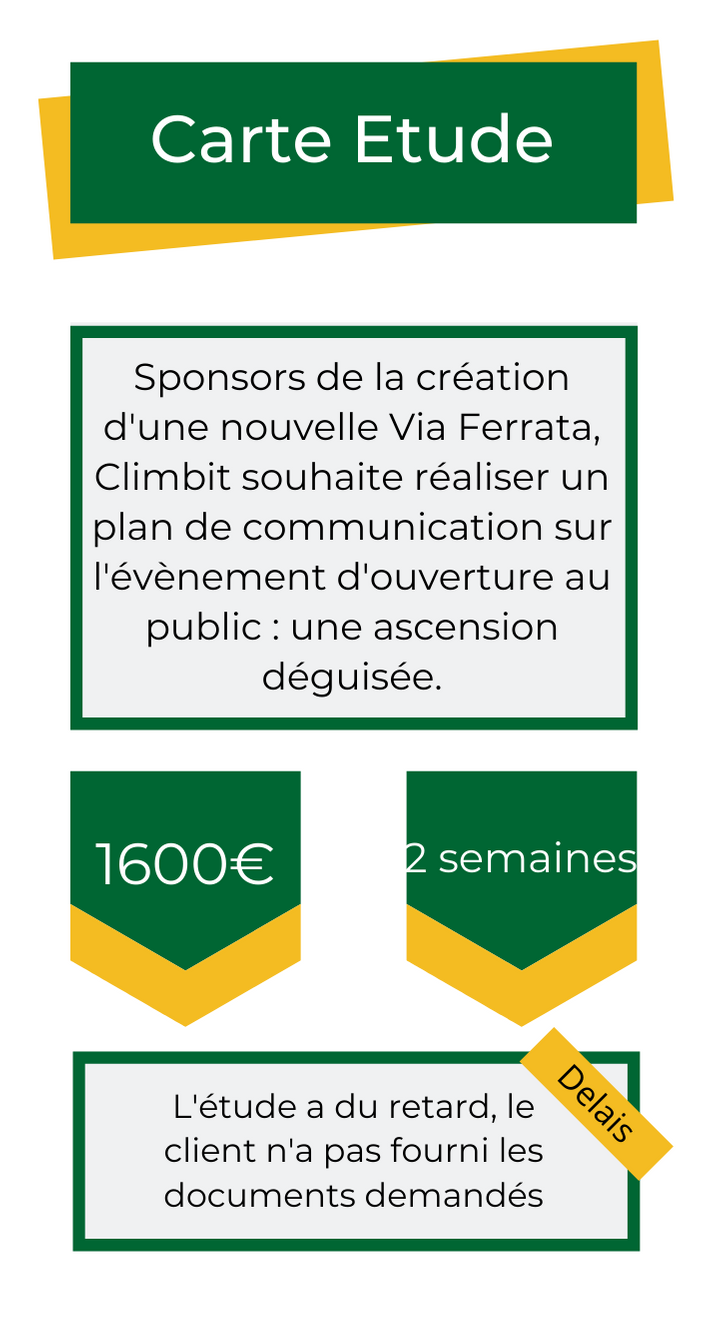 Carte Etude
Sponsors de la création
d'une nouvelle Via Ferrata,
Climbit souhaite réaliser un
plan de communication sur
l'évènement d'ouverture au
public : une ascension
déguisée.
1600€
2 semaines
Delais
L'étude a du retard, le
client n'a pas fourni les
documents demandés